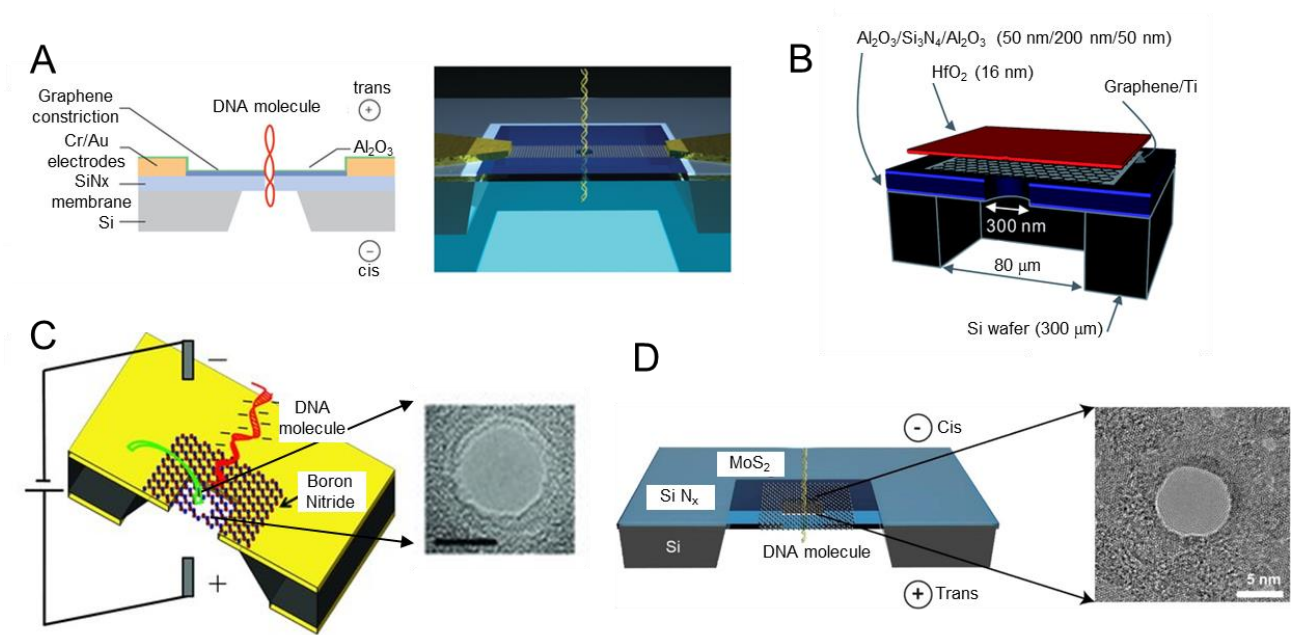 A
Graphene
constriction
DNA molecule
trans
+
Cr/Au
electrodes
Al₂O₃
SiNx
membrane
Si
−
cis
B
Al₂O₃/Si₃N₄/Al₂O₃ (50 nm/200 nm/50 nm)
HfO₂ (16 nm)
Graphene/Ti
300 nm
80 μm
Si wafer (300 μm)
C
−
DNA
molecule
Boron
Nitride
+
D
- Cis
MoS₂
Si Nₓ
Si
DNA molecule
+ Trans
5 nm